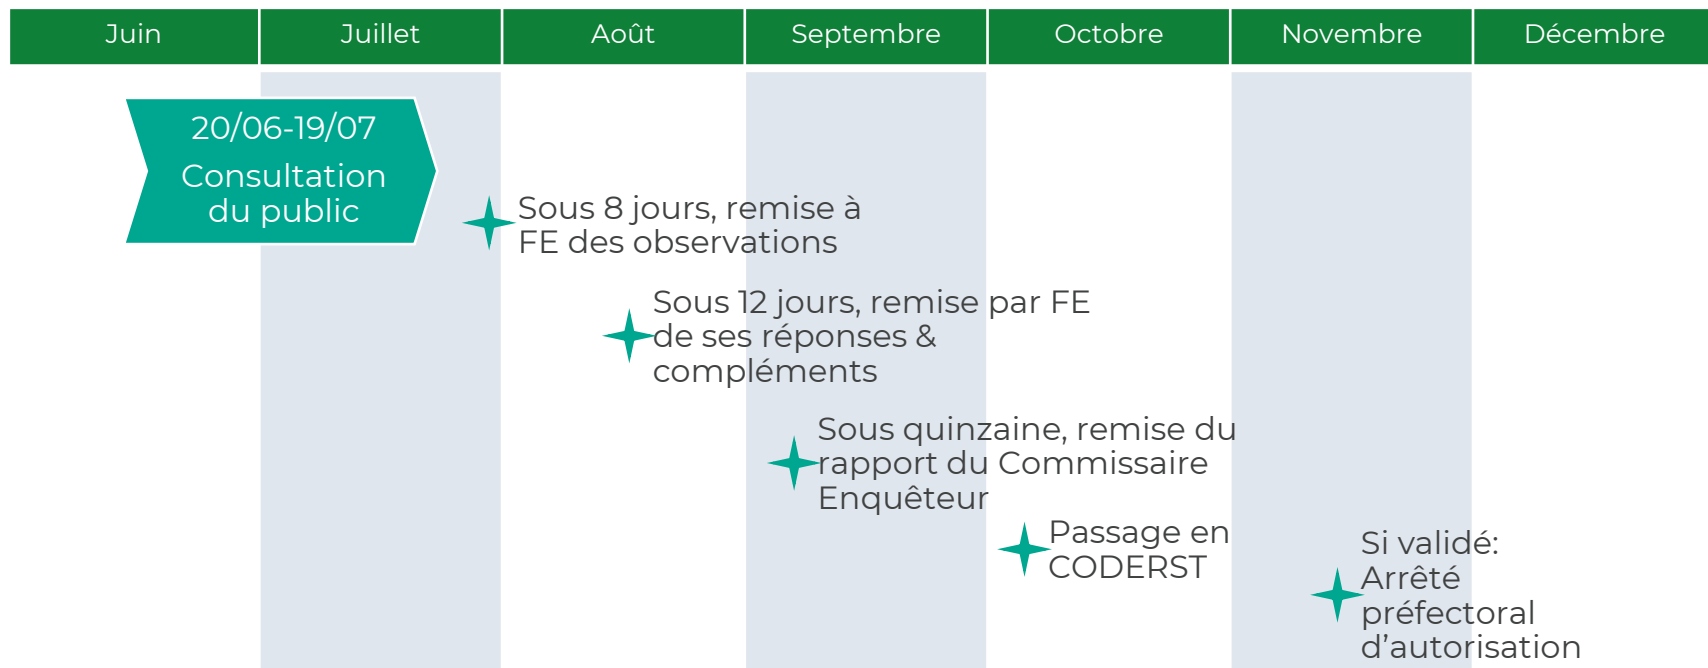 Juin
Juillet
Août
Septembre
Octobre
Novembre
Décembre
20/06-19/07
Consultation
du public
Sous 8 jours, remise à
FE des observations
Sous 12 jours, remise par FE
de ses réponses &
compléments
Sous quinzaine, remise du
rapport du Commissaire
Enquêteur
Passage en
CODERST
Si validé:
Arrêté
préfectoral
d’autorisation